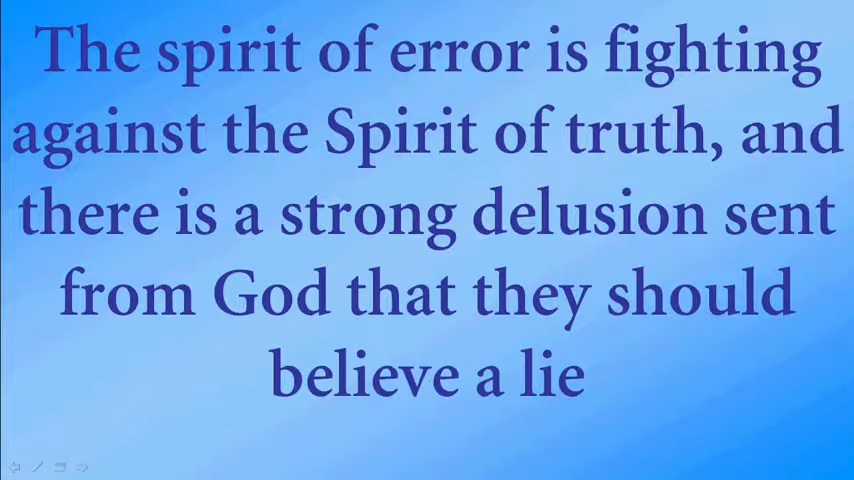 The spirit of error is fighting
against the Spirit of truth, and
there is a strong delusion sent
from God that they should
believe a lie